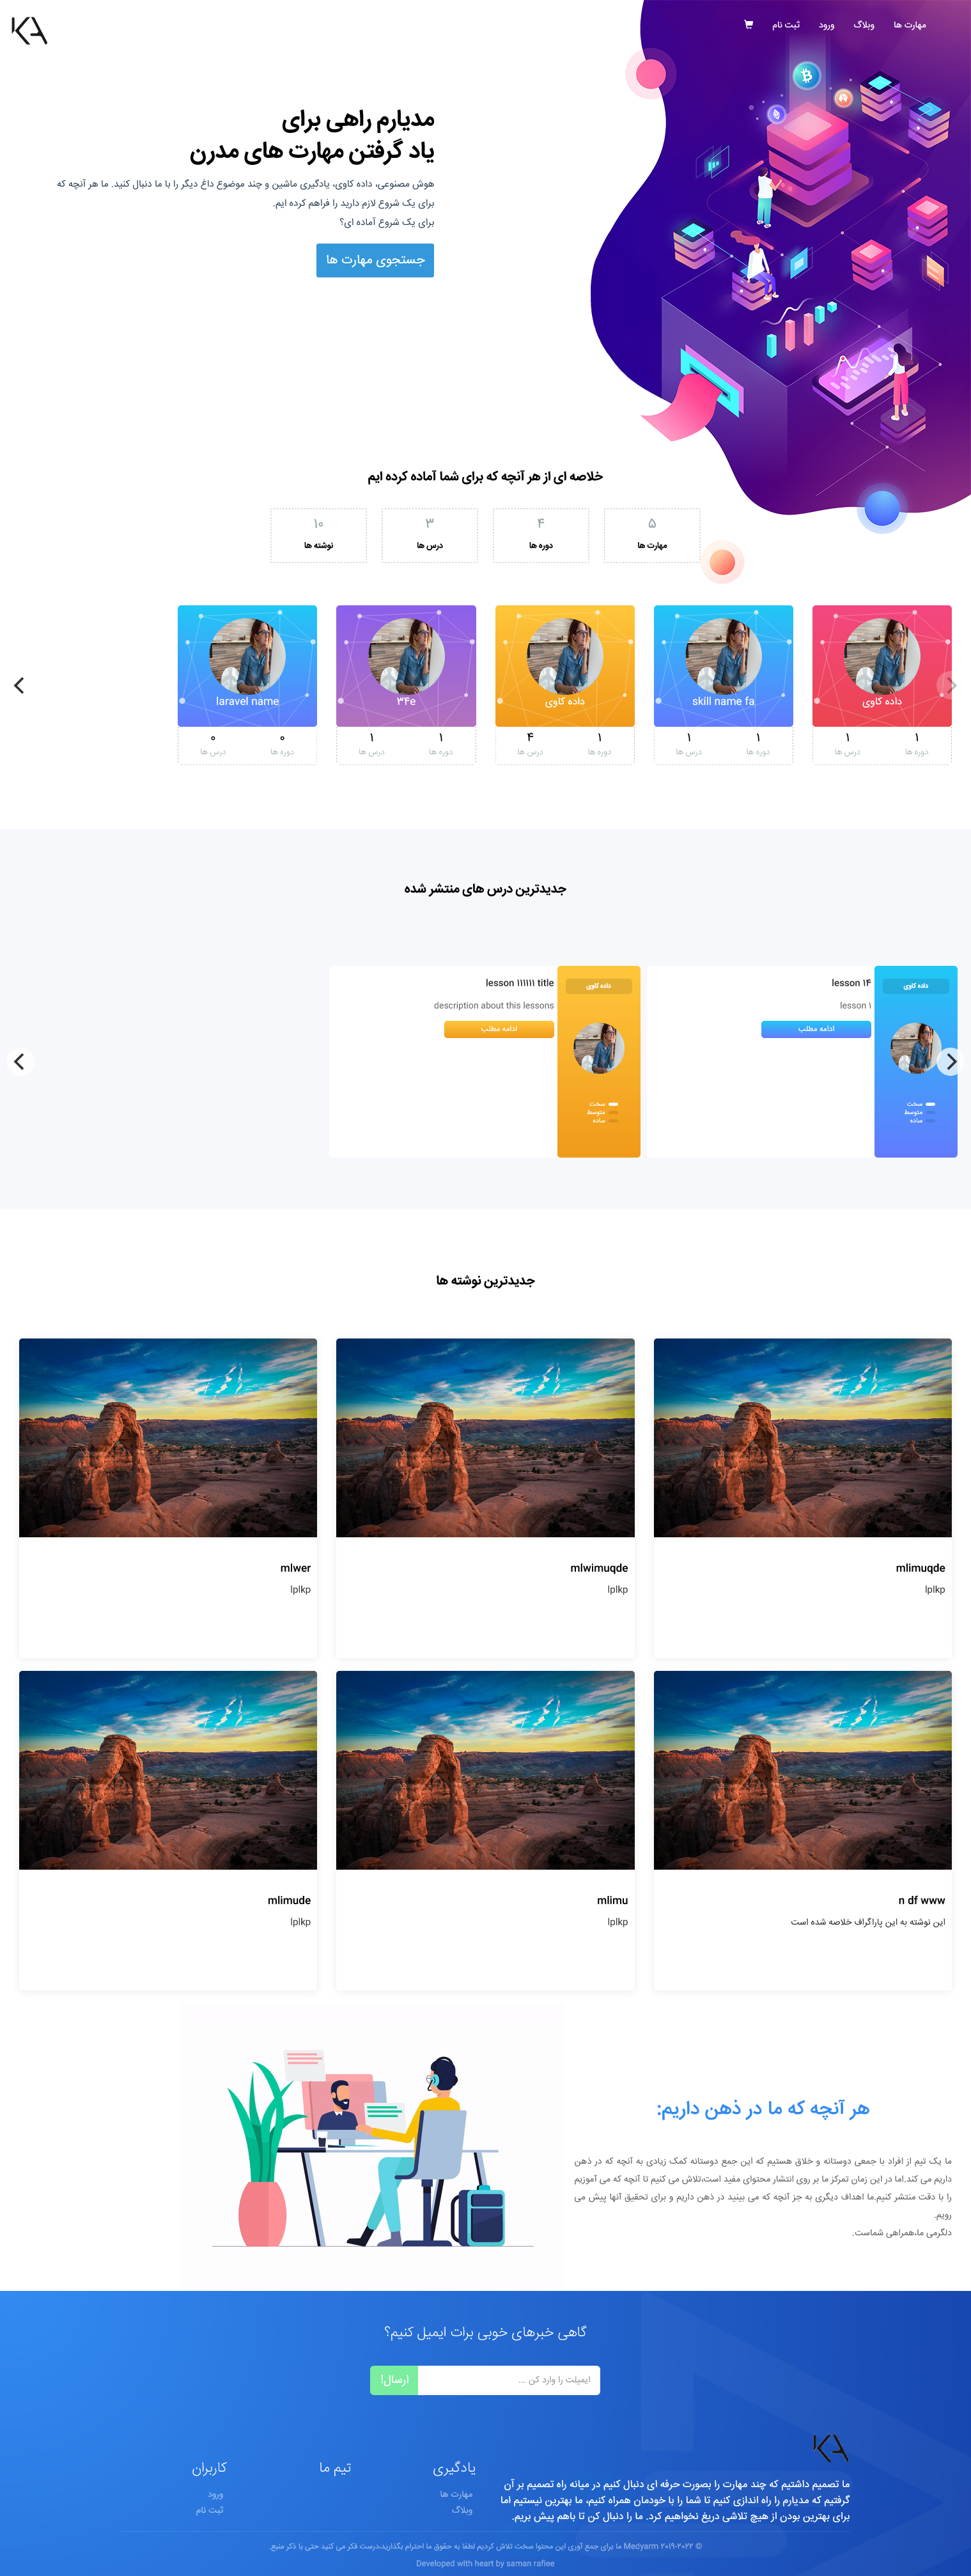 مهارت ها
وبلاگ
ورود
ثبت نام
KA
مدیارم راهی برای
یاد گرفتن مهارت های مدرن
هوش مصنوعی، داده کاوی، یادگیری ماشین و چند موضوع داغ دیگر را با ما دنبال کنید. ما هر آنچه که
برای یک شروع لازم دارید را فراهم کرده ایم.
برای یک شروع آماده ای؟
جستجوی مهارت ها
خلاصه ای از هر آنچه که برای شما آماده کرده ایم
۵
مهارت ها
۴
دوره ها
۳
درس ها
۱۰
نوشته ها
داده کاوی
۱
دوره ها
۱
درس ها
skill name fa
۱
دوره ها
۱
درس ها
داده کاوی
۱
دوره ها
۴
درس ها
۳۴e
۱
دوره ها
۱
درس ها
laravel name
۰
دوره ها
۰
درس ها
جدیدترین درس های منتشر شده
داده کاوی
سخت
متوسط
ساده
lesson ۱۴
lesson ۱
ادامه مطلب
داده کاوی
سخت
متوسط
ساده
lesson ۱۱۱۱۱۱ title
description about this lessons
ادامه مطلب
جدیدترین نوشته ها
mlimuqde
lplkp
mlwimuqde
lplkp
mlwer
lplkp
n df www
این نوشته به این پاراگراف خلاصه شده است
mlimu
lplkp
mlimude
lplkp
هر آنچه که ما در ذهن داریم:
ما یک تیم از افراد با جمعی دوستانه و خلاق هستیم که این جمع دوستانه کمک زیادی به آنچه که در ذهن
داریم می کند.اما در این زمان تمرکز ما بر روی انتشار محتوای مفید است،تلاش می کنیم تا آنچه که می آموزیم
را با دقت منتشر کنیم.ما اهداف دیگری به جز آنچه که می بینید در ذهن داریم و برای تحقیق آنها پیش می
رویم.
دلگرمی ما،همراهی شماست.
گاهی خبرهای خوبی برات ایمیل کنیم؟
ایمیلت را وارد کن ...
ارسال!
KA
ما تصمیم داشتیم که چند مهارت را بصورت حرفه ای دنبال کنیم در میانه راه تصمیم بر آن
گرفتیم که مدیارم را راه اندازی کنیم تا شما را با خودمان همراه کنیم، ما بهترین نیستیم اما
برای بهترین بودن از هیچ تلاشی دریغ نخواهیم کرد. ما را دنبال کن تا باهم پیش بریم.
یادگیری
مهارت ها
وبلاگ
تیم ما
کاربران
ورود
ثبت نام
© ۲۰۱۹-۲۰۲۲ Medyarm ما برای جمع آوری این محتوا سخت تلاش کردیم لطفا به حقوق ما احترام بگذارید،درست فکر می کنید حتی با ذکر منبع.
Developed with heart by saman rafiee